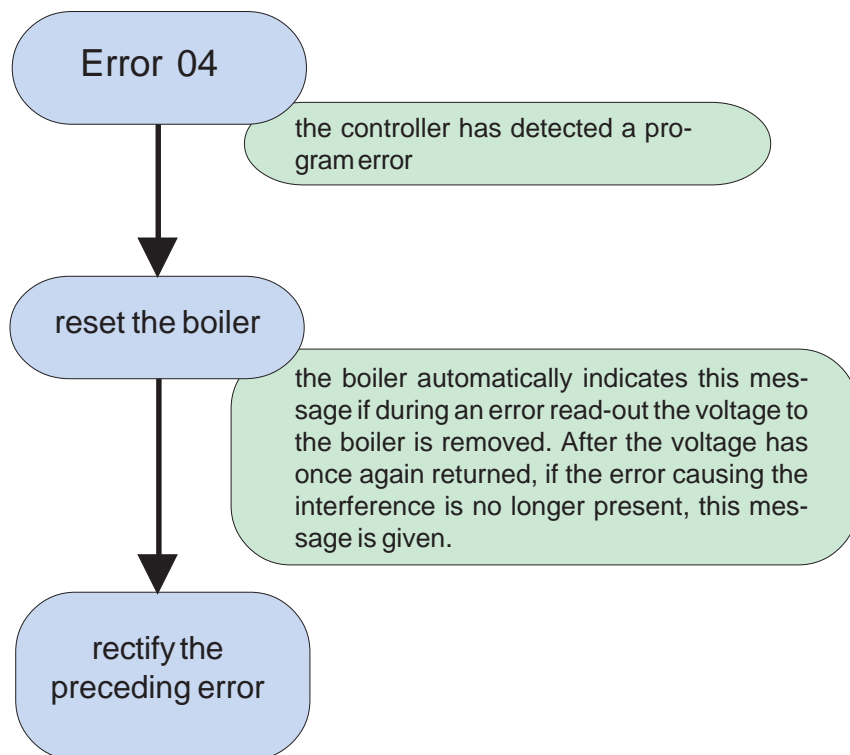 Error 04
the controller has detected a pro-
gram error
reset the boiler
the boiler automatically indicates this mes-
sage if during an error read-out the voltage to
the boiler is removed. After the voltage has
once again returned, if the error causing the
interference is no longer present, this mes-
sage is given.
rectify the
preceding error